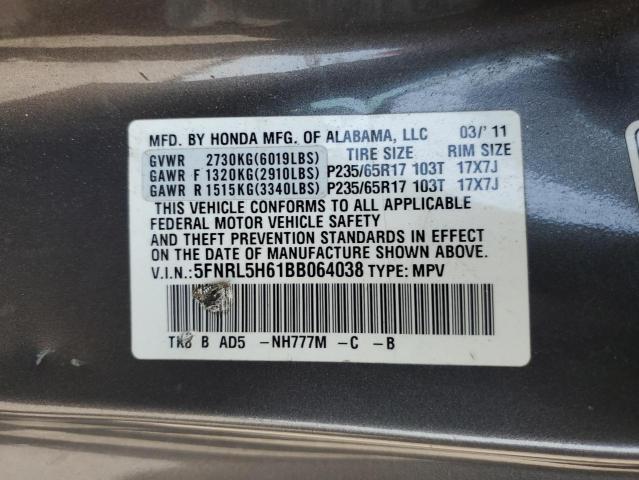 MFD. BY HONDA MFG. OF ALABAMA, LLC 03/'11
GVWR 2730KG(6019LBS) TIRE SIZE RIM SIZE
GAWR F 1320KG(2910LBS) P235/65R17 103T 17X7J
GAWR R 1515KG(3340LBS) P235/65R17 103T 17X7J
THIS VEHICLE CONFORMS TO ALL APPLICABLE
FEDERAL MOTOR VEHICLE SAFETY
AND THEFT PREVENTION STANDARDS IN EFFECT
ON THE DATE OF MANUFACTURE SHOWN ABOVE.
V.I.N.: 5FNRL5H61BB064038 TYPE: MPV
TK8 B AD5 -NH777M -C -B